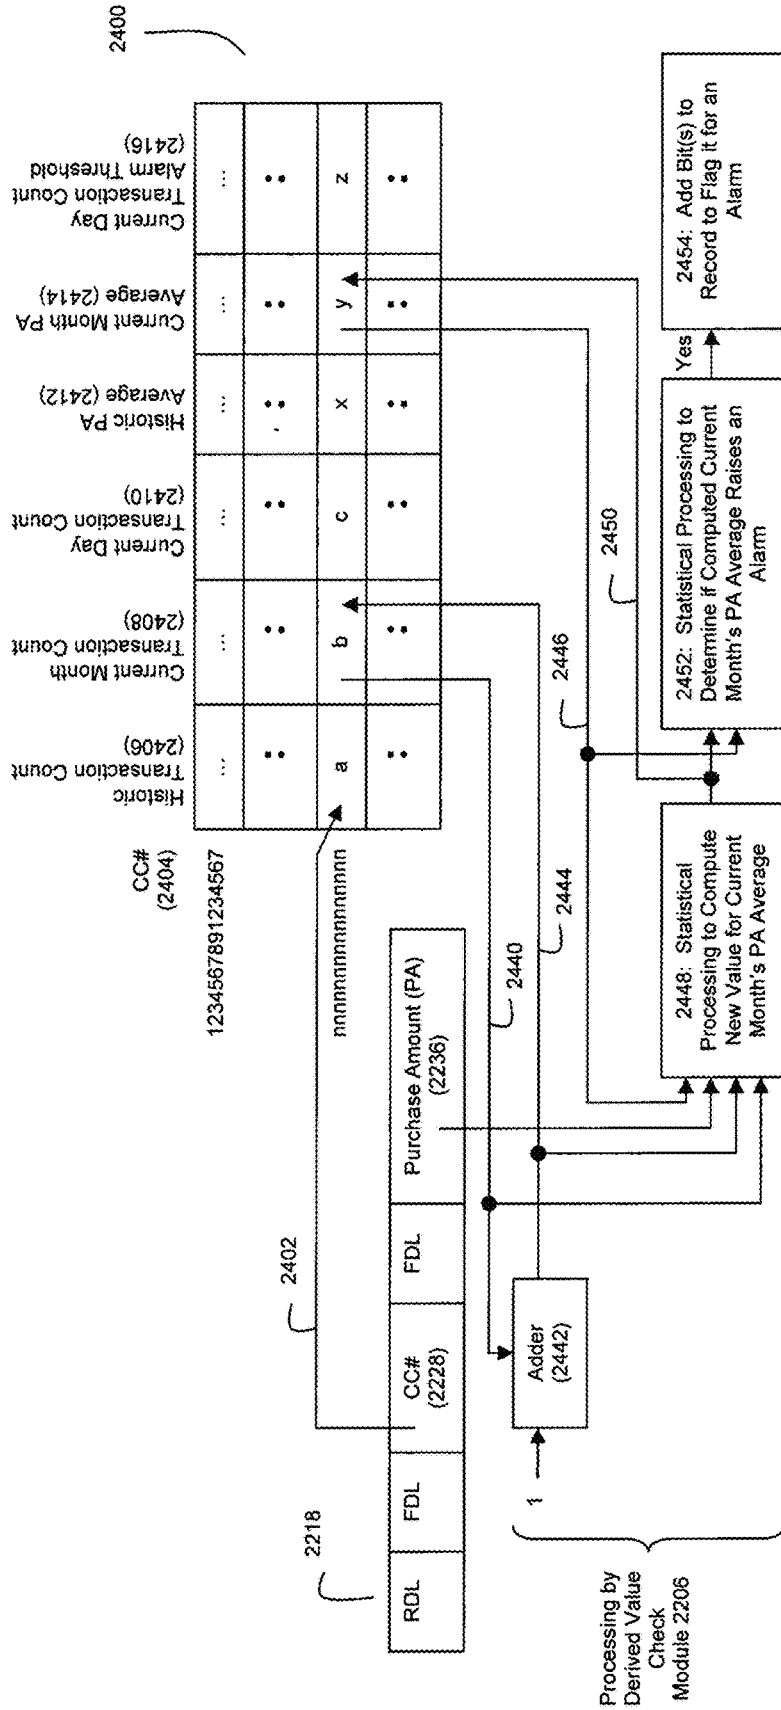 2400
CC#
(2404)
Historic
Transaction Count
(2406)
Current Month
Transaction Count
(2408)
Current Day
Transaction Count
(2410)
Historic PA
Average (2412)
Current Month PA
Average (2414)
Current Day
Transaction Count
Alarm Threshold
(2416)
1234567891234567
... ... ... ... ... ...
nnnnnnnnnnnnnnnn
a b c x y z
2402
2218
RDL FDL CC#
(2228) FDL Purchase Amount (PA)
(2236)
2440
2444
2446
2450
1
Adder
(2442)
Processing by
Derived Value
Check
Module 2206
2448: Statistical
Processing to Compute
New Value for Current
Month's PA Average
2452: Statistical Processing to
Determine if Computed Current
Month's PA Average Raises an
Alarm
Yes
2454: Add Bit(s) to
Record to Flag it for an
Alarm